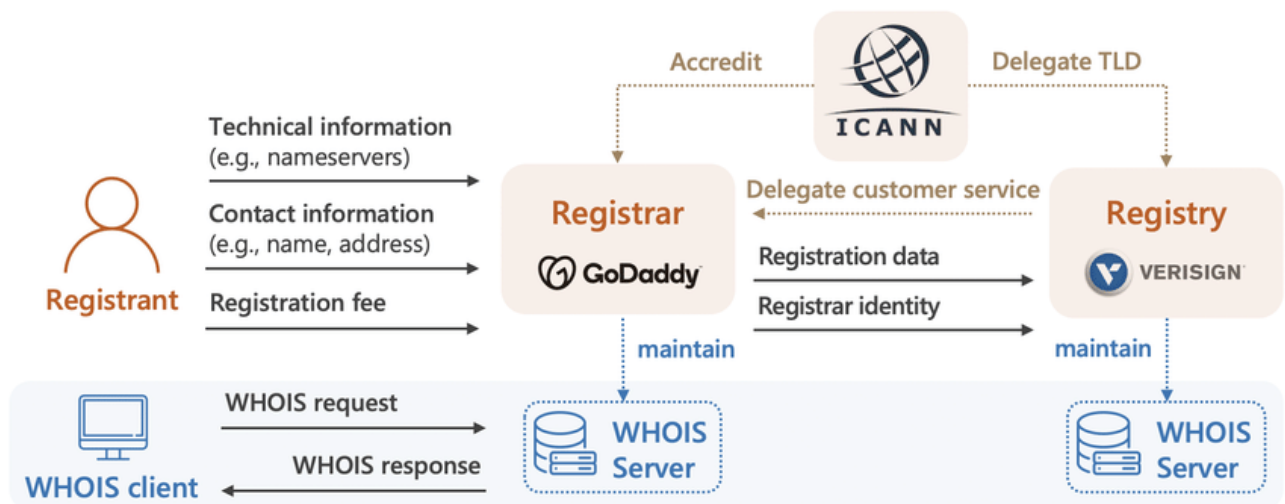 Accredit
Delegate TLD
ICANN
Technical information
(e.g., nameservers)
Contact information
(e.g., name, address)
Registration fee
Registrant
Registrar
GoDaddy
Delegate customer service
Registration data
Registrar identity
Registry
VERISIGN
maintain
maintain
WHOIS request
WHOIS response
WHOIS client
WHOIS
Server
WHOIS
Server